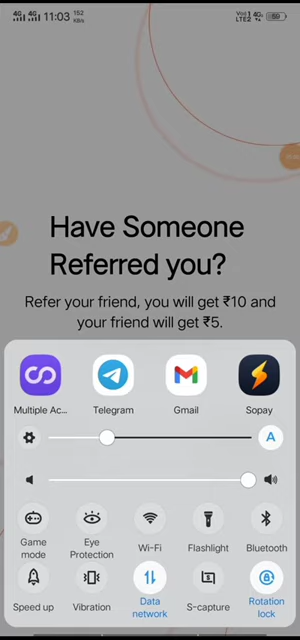 4G 4G 11:03 152 KB/s
Have Someone
Referred you?
Refer your friend, you will get ₹10 and
your friend will get ₹5.
Multiple Ac... Telegram Gmail Sopay
A
Game mode Eye Protection Wi-Fi Flashlight Bluetooth
Speed up Vibration Data network S-capture Rotation lock